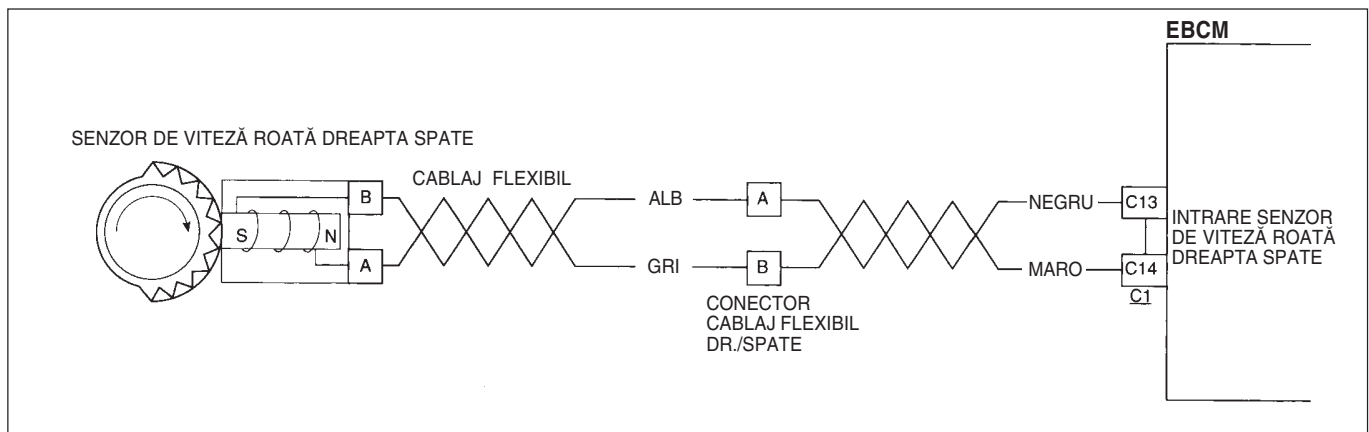 EBCM
SENZOR DE VITEZĂ ROATĂ DREAPTA SPATE
B
CABLAJ FLEXIBIL
ALB
A
NEGRU
C13
S
N
INTRARE SENZOR
DE VITEZĂ ROATĂ
DREAPTA SPATE
A
GRI
B
MARO
C14
C1
CONECTOR
CABLAJ FLEXIBIL
DR./SPATE